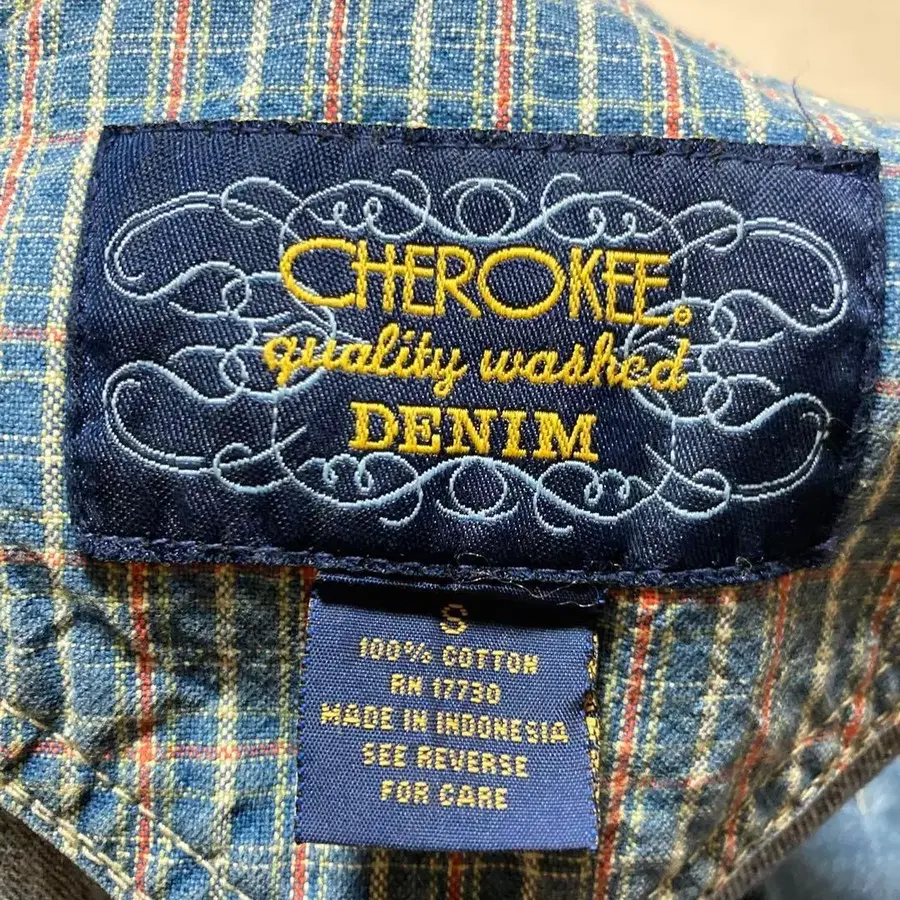 CHEROKEE®
quality washed
DENIM
S
100% COTTON
RN 17730
MADE IN INDONESIA
SEE REVERSE
FOR CARE